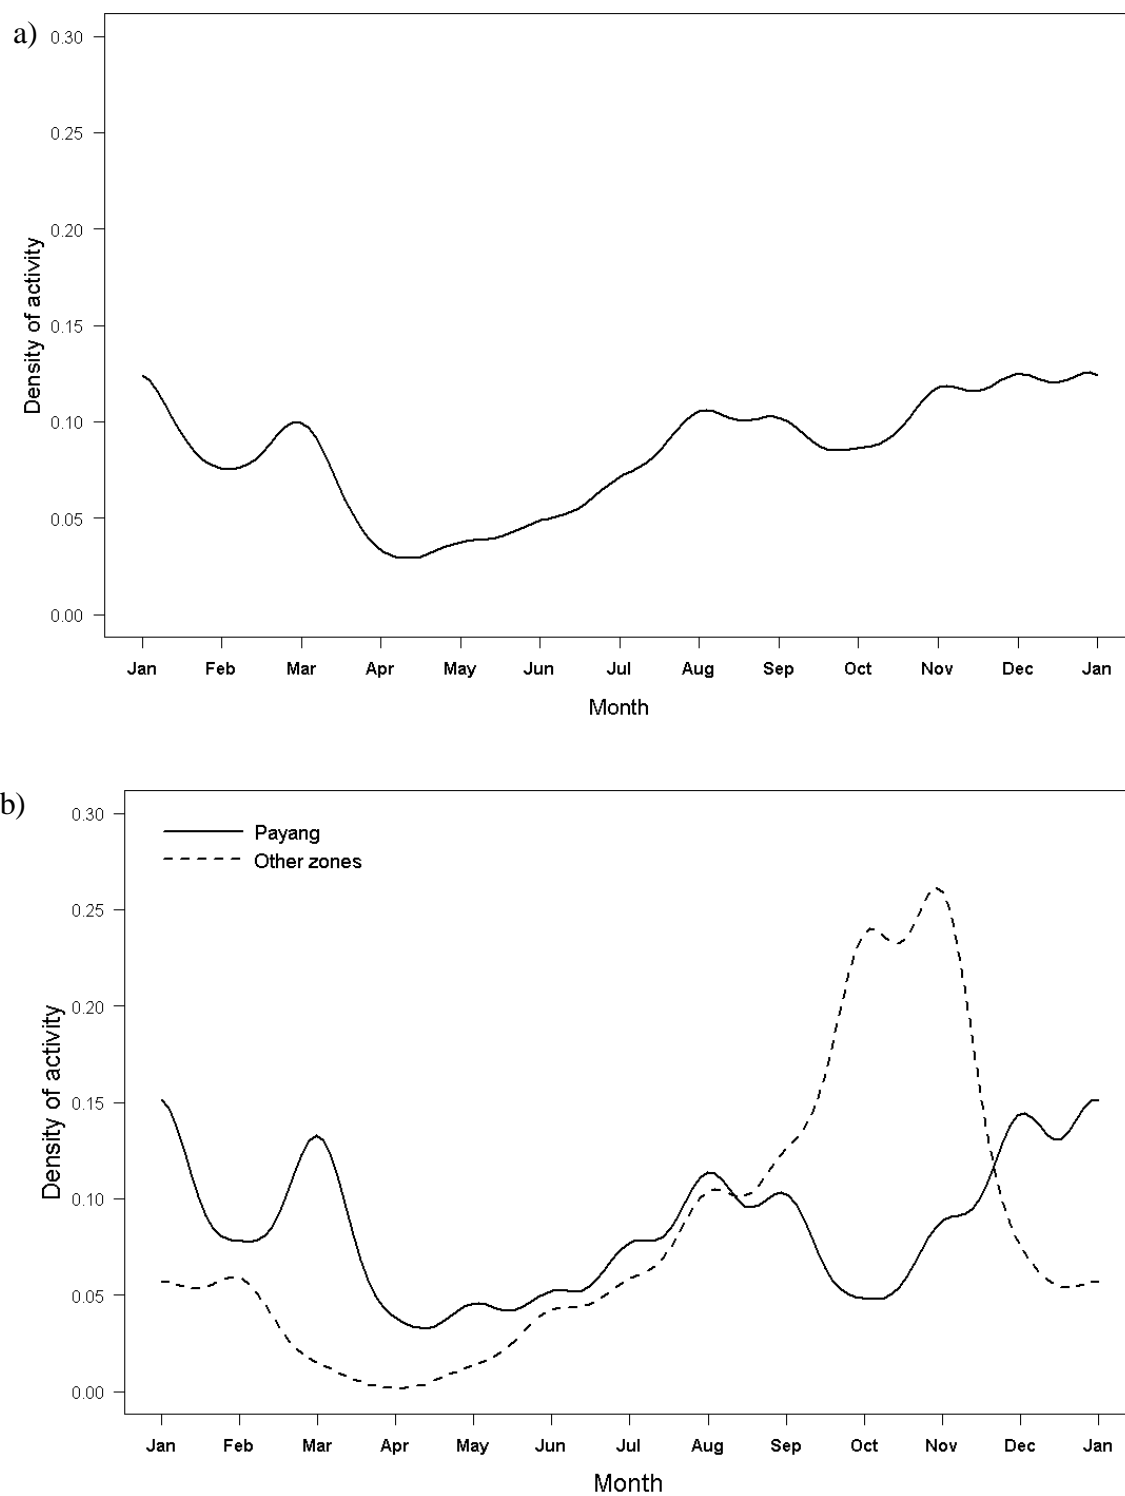 a)
0.30
0.25
0.20
0.15
0.10
0.05
0.00
Density of activity
Jan Feb Mar Apr May Jun Jul Aug Sep Oct Nov Dec Jan
Month
b)
0.30
0.25
0.20
0.15
0.10
0.05
0.00
Payang
Other zones
Density of activity
Jan Feb Mar Apr May Jun Jul Aug Sep Oct Nov Dec Jan
Month